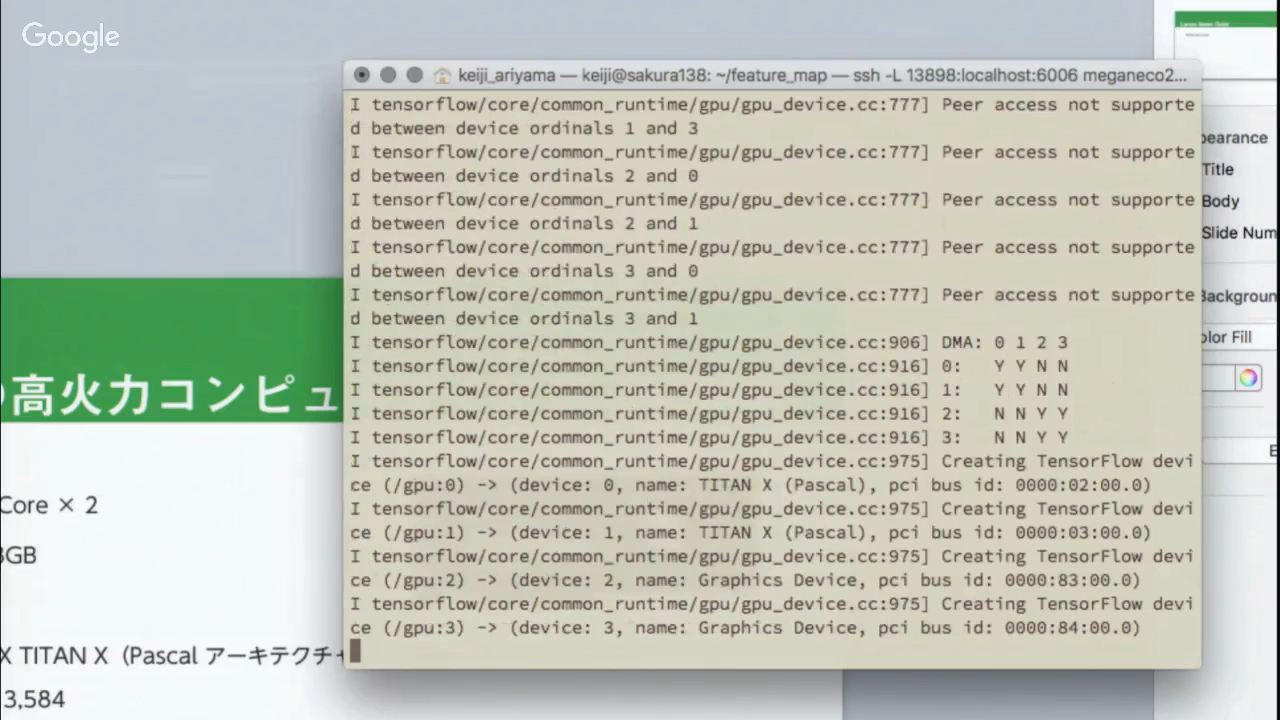 Google
keiji_ariyama — keiji@sakura138: ~/feature_map — ssh -L 13898:localhost:6006 meganeco2...
I tensorflow/core/common_runtime/gpu/gpu_device.cc:777] Peer access not supporte
d between device ordinals 1 and 3
I tensorflow/core/common_runtime/gpu/gpu_device.cc:777] Peer access not supporte
d between device ordinals 2 and 0
I tensorflow/core/common_runtime/gpu/gpu_device.cc:777] Peer access not supporte
d between device ordinals 2 and 1
I tensorflow/core/common_runtime/gpu/gpu_device.cc:777] Peer access not supporte
d between device ordinals 3 and 0
I tensorflow/core/common_runtime/gpu/gpu_device.cc:777] Peer access not supporte
d between device ordinals 3 and 1
I tensorflow/core/common_runtime/gpu/gpu_device.cc:906] DMA: 0 1 2 3
I tensorflow/core/common_runtime/gpu/gpu_device.cc:916] 0:   Y Y N N
I tensorflow/core/common_runtime/gpu/gpu_device.cc:916] 1:   Y Y N N
I tensorflow/core/common_runtime/gpu/gpu_device.cc:916] 2:   N N Y Y
I tensorflow/core/common_runtime/gpu/gpu_device.cc:916] 3:   N N Y Y
I tensorflow/core/common_runtime/gpu/gpu_device.cc:975] Creating TensorFlow devi
ce (/gpu:0) -> (device: 0, name: TITAN X (Pascal), pci bus id: 0000:02:00.0)
I tensorflow/core/common_runtime/gpu/gpu_device.cc:975] Creating TensorFlow devi
ce (/gpu:1) -> (device: 1, name: TITAN X (Pascal), pci bus id: 0000:03:00.0)
I tensorflow/core/common_runtime/gpu/gpu_device.cc:975] Creating TensorFlow devi
ce (/gpu:2) -> (device: 2, name: Graphics Device, pci bus id: 0000:83:00.0)
I tensorflow/core/common_runtime/gpu/gpu_device.cc:975] Creating TensorFlow devi
ce (/gpu:3) -> (device: 3, name: Graphics Device, pci bus id: 0000:84:00.0)
高火力コンピュ
Core × 2
GB
X TITAN X（Pascal アーキテクチャ
3,584
pearance
Title
Body
Slide Num
Backgroun
olor Fill